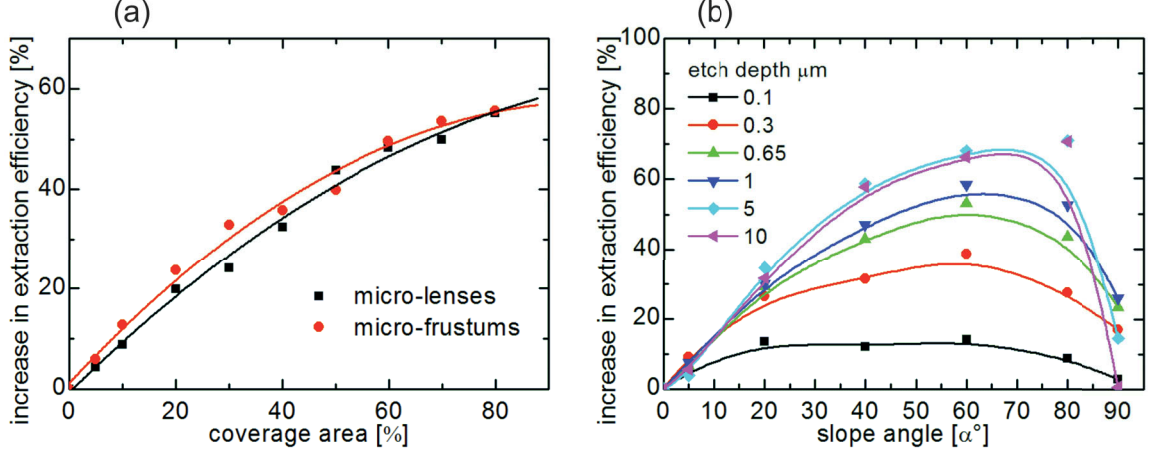 (a)
increase in extraction efficiency [%]
60
40
20
0
0 20 40 60 80
coverage area [%]
micro-lenses
micro-frustums
(b)
increase in extraction efficiency [%]
100
80
60
40
20
0
0 10 20 30 40 50 60 70 80 90
slope angle [α°]
etch depth μm
0.1
0.3
0.65
1
5
10